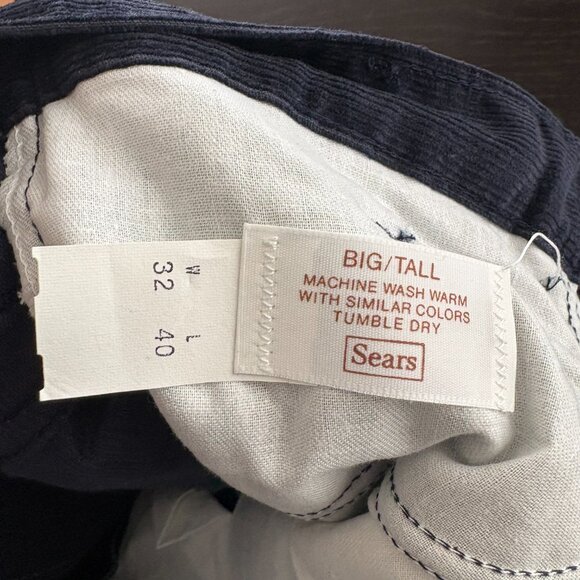 W L
32 40
BIG/TALL
MACHINE WASH WARM
WITH SIMILAR COLORS
TUMBLE DRY
Sears